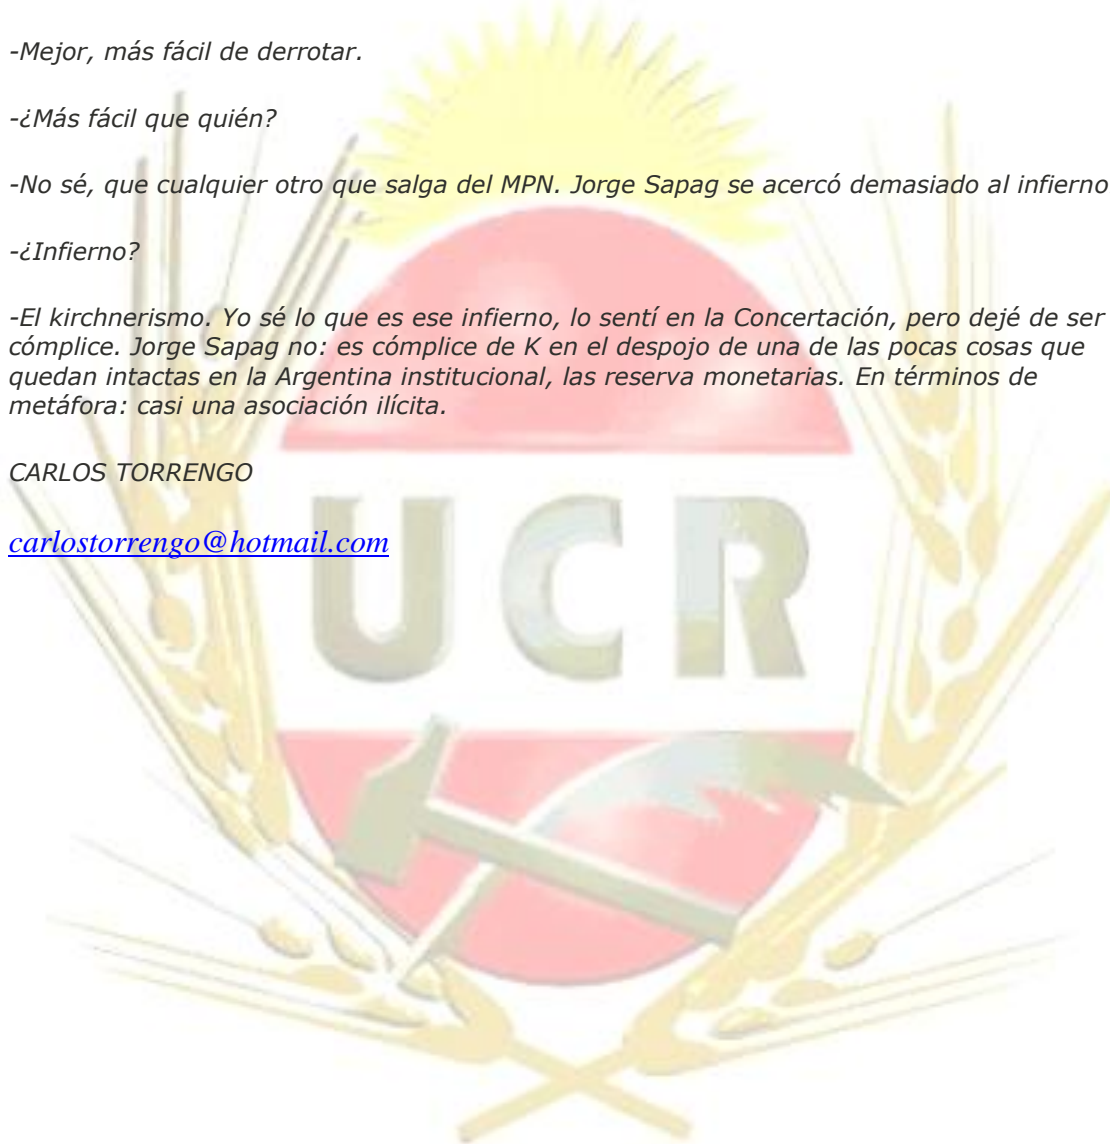 -Mejor, más fácil de derrotar.
-¿Más fácil que quién?
-No sé, que cualquier otro que salga del MPN. Jorge Sapag se acercó demasiado al infierno
-¿Infierno?
-El kirchnerismo. Yo sé lo que es ese infierno, lo sentí en la Concertación, pero dejé de ser
cómplice. Jorge Sapag no: es cómplice de K en el despojo de una de las pocas cosas que
quedan intactas en la Argentina institucional, las reserva monetarias. En términos de
metáfora: casi una asociación ilícita.
CARLOS TORRENGO
carlostorrengo@hotmail.com
UCR